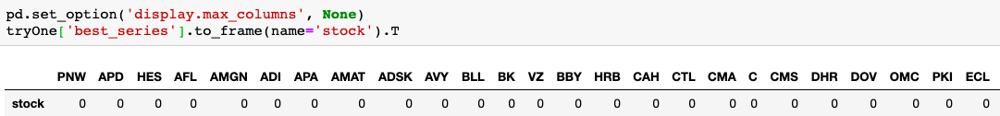 pd.set_option('display.max_columns', None)
tryOne['best_series'].to_frame(name='stock').T
PNW APD HES AFL AMGN ADI APA AMAT ADSK AVY BLL BK VZ BBY HRB CAH CTL CMA C CMS DHR DOV OMC PKI ECL
stock 0 0 0 0 0 0 0 0 0 0 0 0 0 0 0 0 0 0 0 0 0 0 0 0 0